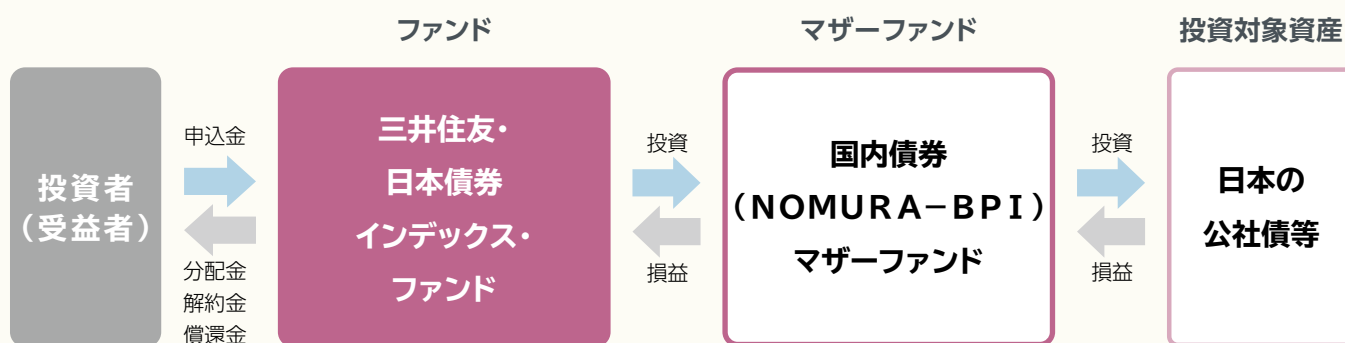 ファンド
マザーファンド
投資対象資産
投資者
（受益者）
申込金
分配金
解約金
償還金
三井住友・
日本債券
インデックス・
ファンド
投資
損益
国内債券
（NOMURA－BPI）
マザーファンド
投資
損益
日本の
公社債等